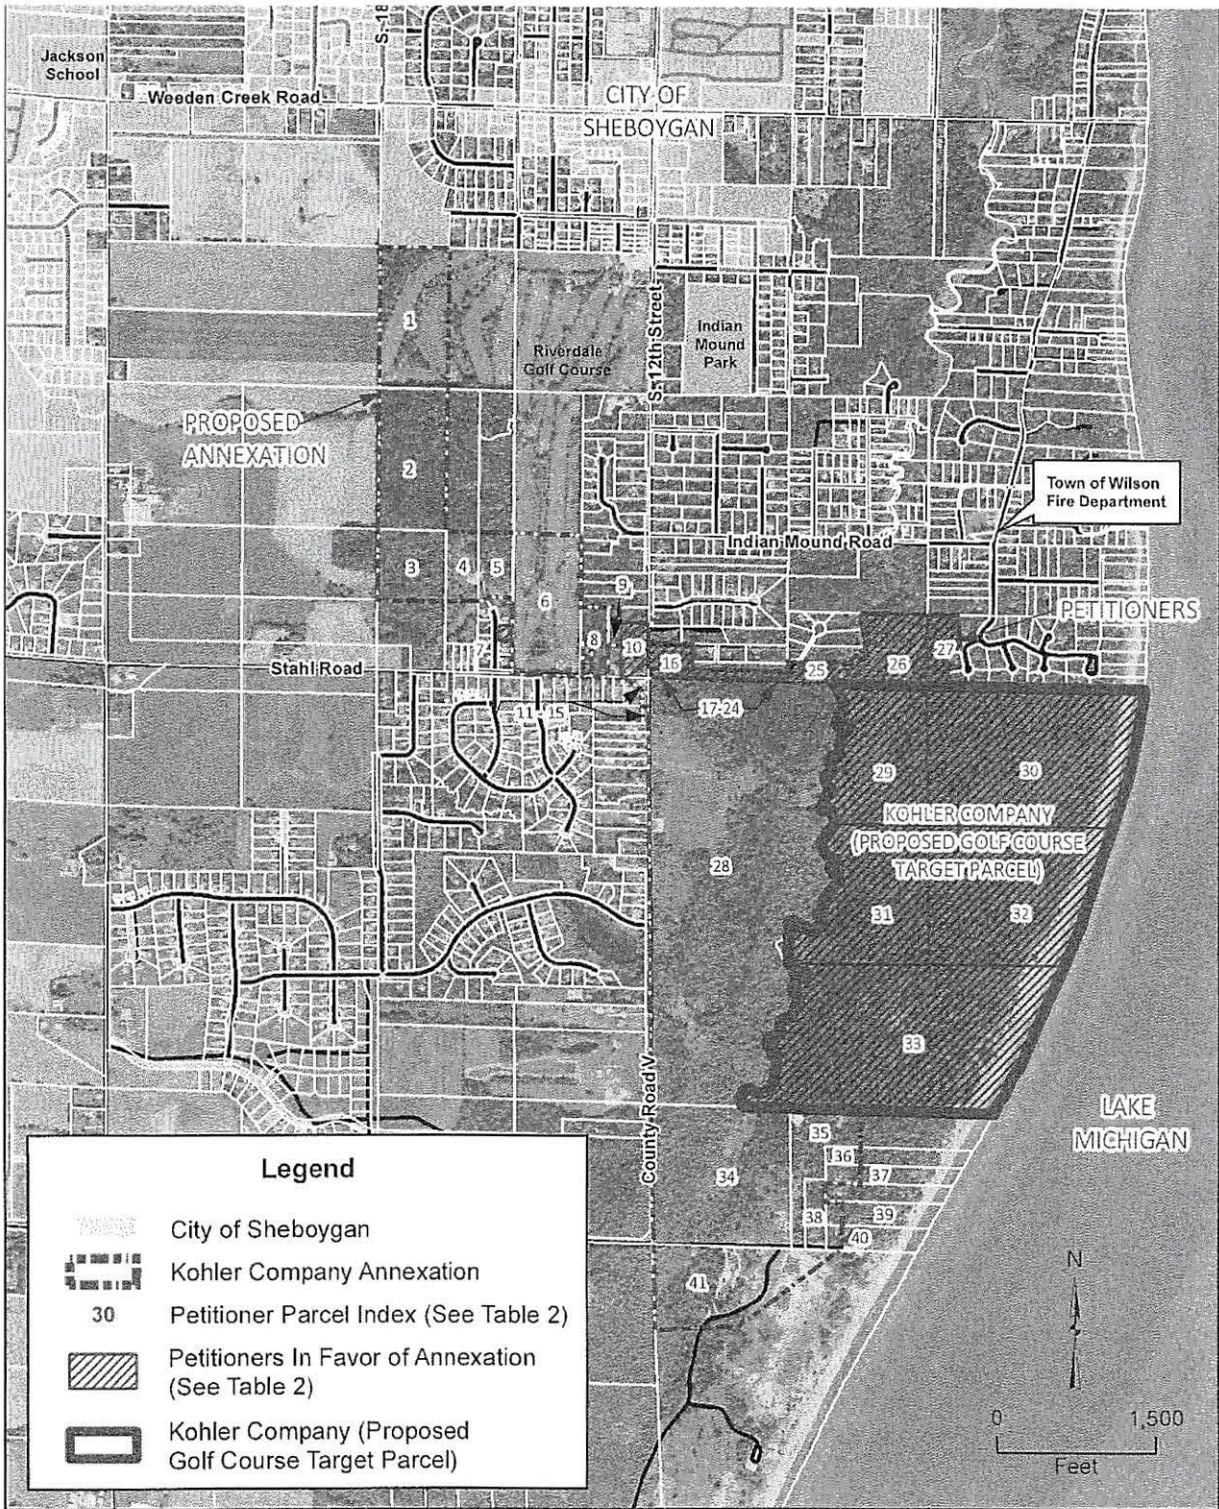 Jackson
School
S. 18
Weeden Creek Road
CITY OF
SHEBOYGAN
1
Riverdale
Golf Course
S. 12th Street
Indian
Mound
Park
PROPOSED
ANNEXATION
2
Town of Wilson
Fire Department
Indian Mound Road
3
4
5
6
9
PETITIONERS
7
8
10
16
25
26
27
Stahl Road
11 - 15
17-24
29
30
KOHLER COMPANY
(PROPOSED GOLF COURSE
TARGET PARCEL)
28
31
32
33
County Road V
LAKE
MICHIGAN
34
35
36
37
38
39
40
41
Legend
City of Sheboygan
Kohler Company Annexation
30 Petitioner Parcel Index (See Table 2)
Petitioners In Favor of Annexation
(See Table 2)
Kohler Company (Proposed
Golf Course Target Parcel)
N
0 1,500
Feet